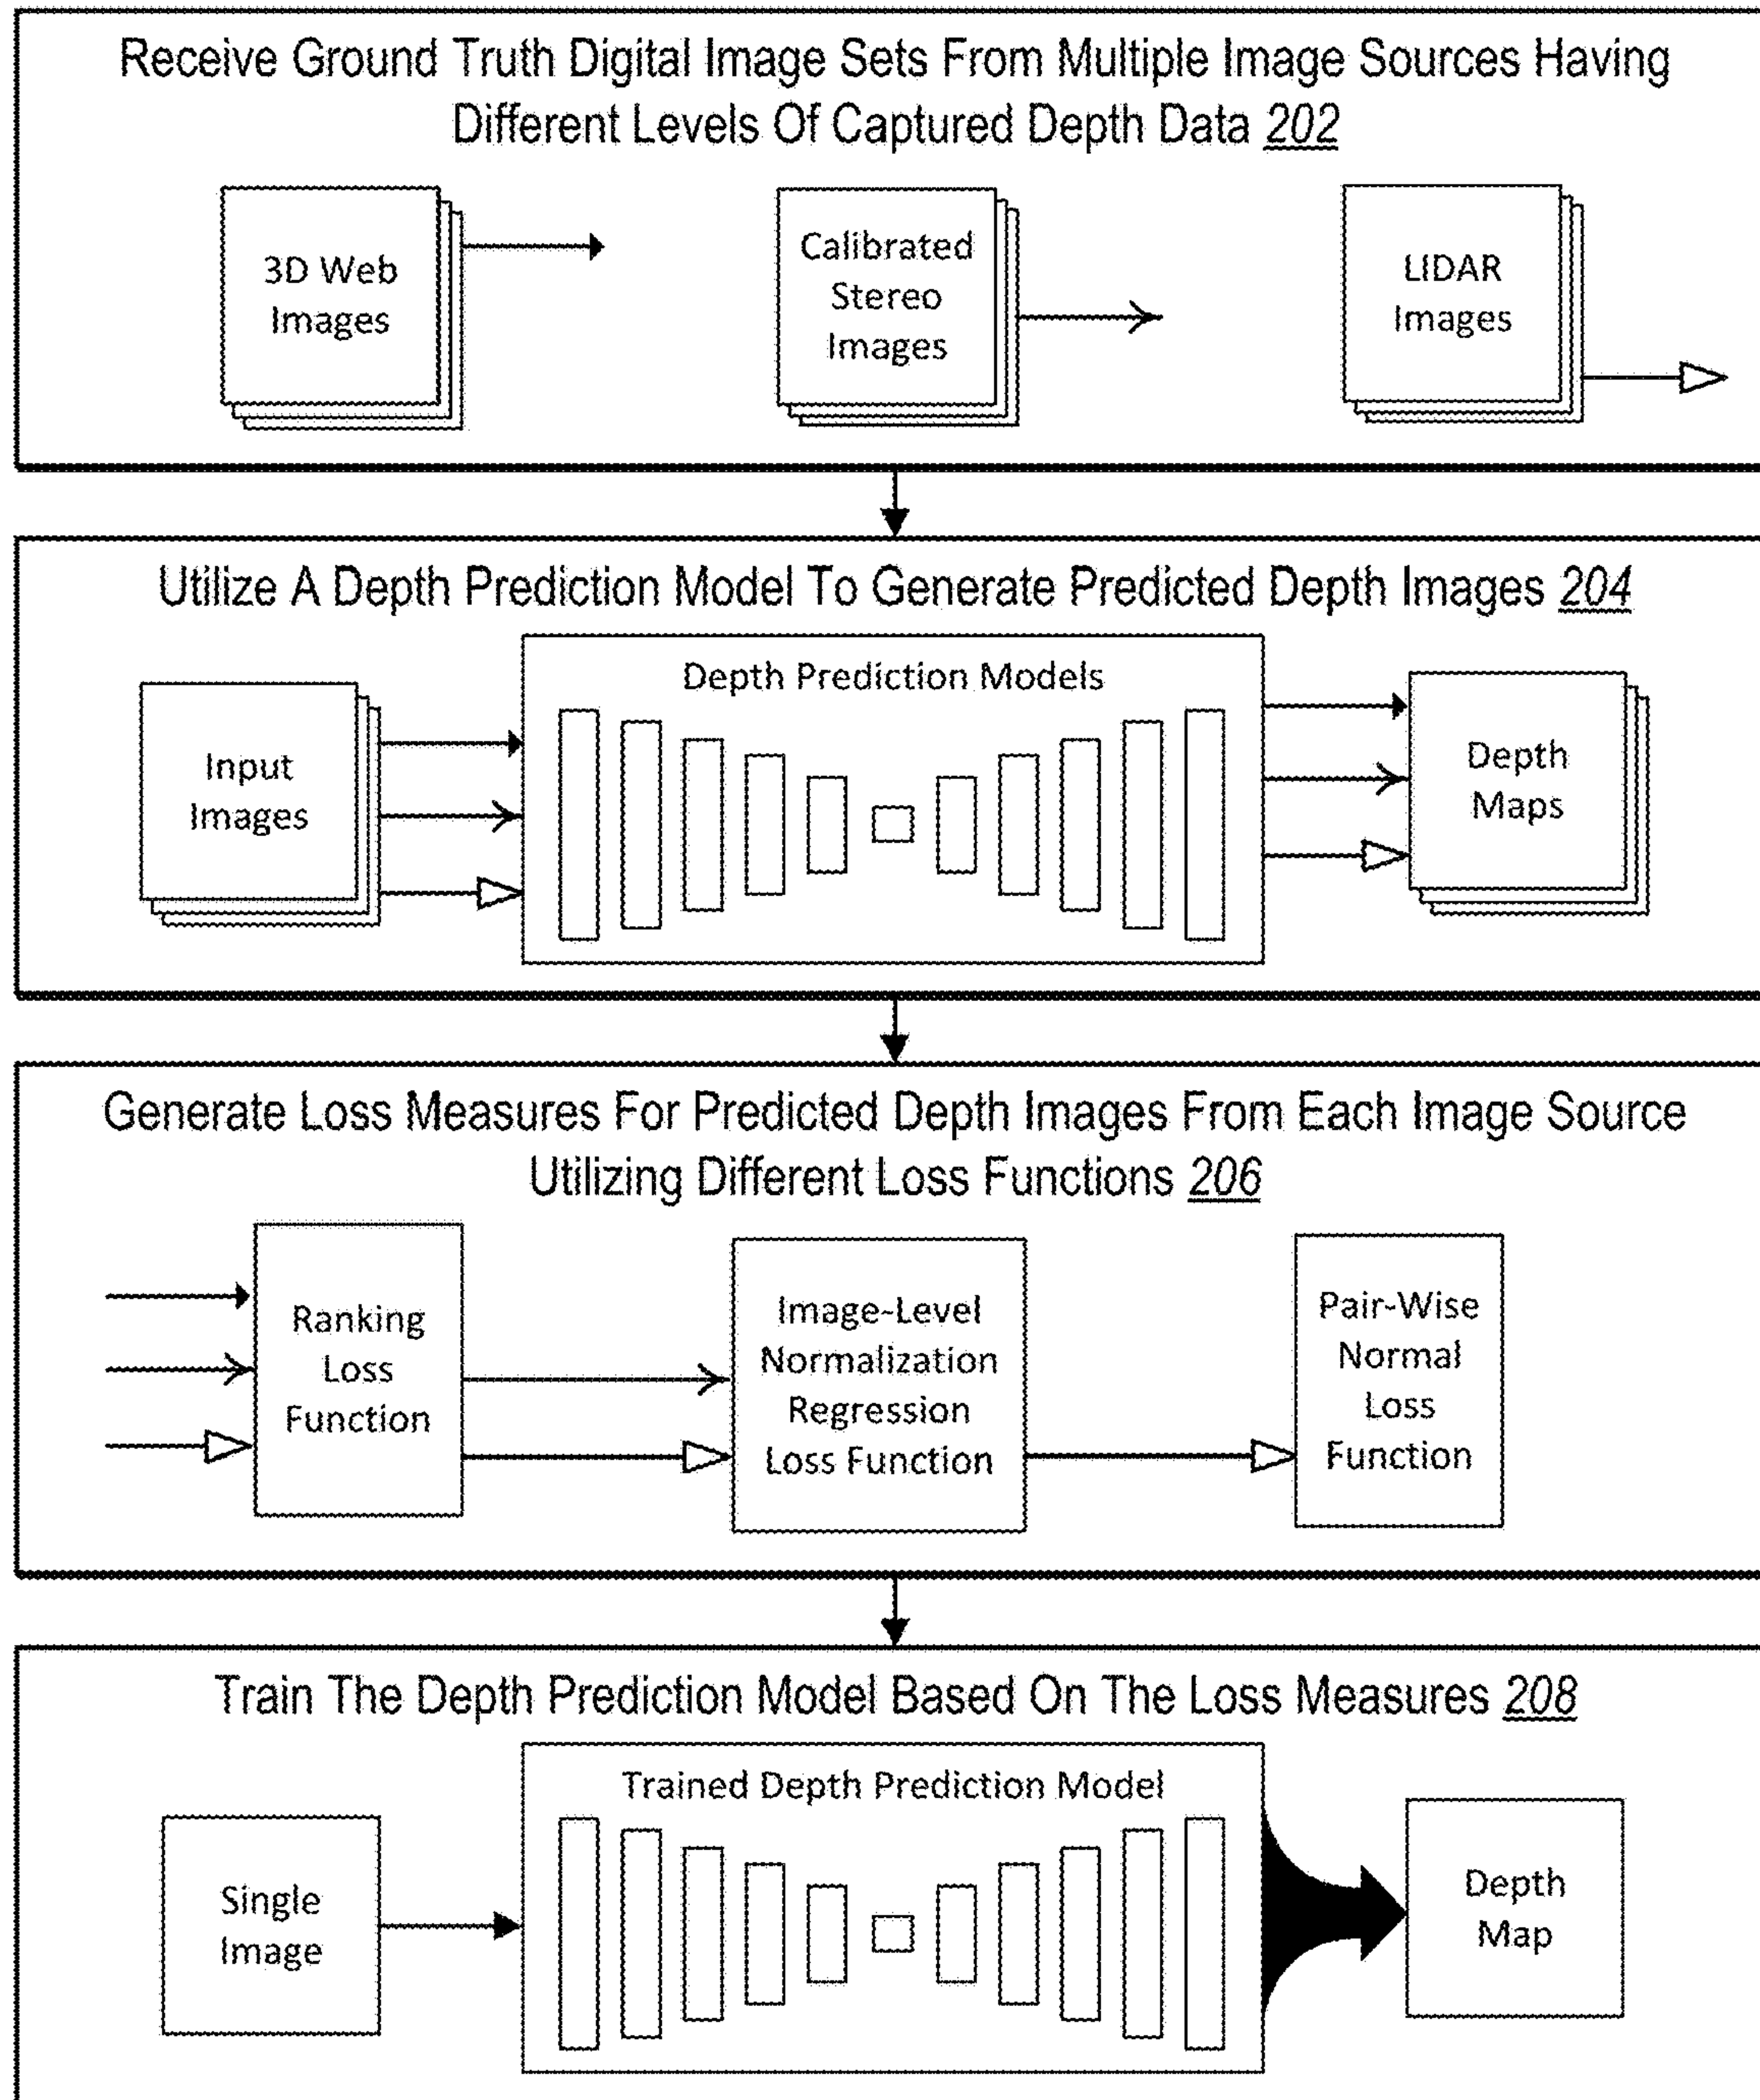 Receive Ground Truth Digital Image Sets From Multiple Image Sources Having
Different Levels Of Captured Depth Data 202
3D Web
Images
Calibrated
Stereo
Images
LIDAR
Images
Utilize A Depth Prediction Model To Generate Predicted Depth Images 204
Depth Prediction Models
Input
Images
Depth
Maps
Generate Loss Measures For Predicted Depth Images From Each Image Source
Utilizing Different Loss Functions 206
Ranking
Loss
Function
Image-Level
Normalization
Regression
Loss Function
Pair-Wise
Normal
Loss
Function
Train The Depth Prediction Model Based On The Loss Measures 208
Trained Depth Prediction Model
Single
Image
Depth
Map